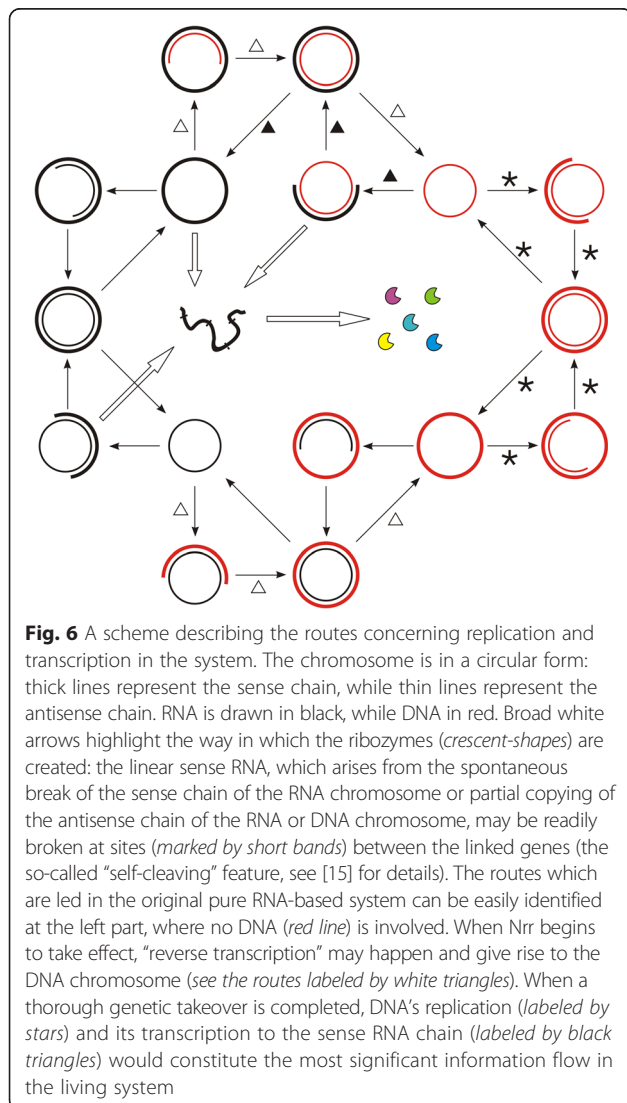 Fig. 6 A scheme describing the routes concerning replication and
transcription in the system. The chromosome is in a circular form:
thick lines represent the sense chain, while thin lines represent the
antisense chain. RNA is drawn in black, while DNA in red. Broad white
arrows highlight the way in which the ribozymes (crescent-shapes) are
created: the linear sense RNA, which arises from the spontaneous
break of the sense chain of the RNA chromosome or partial copying of
the antisense chain of the RNA or DNA chromosome, may be readily
broken at sites (marked by short bands) between the linked genes (the
so-called “self-cleaving” feature, see [15] for details). The routes which
are led in the original pure RNA-based system can be easily identified
at the left part, where no DNA (red line) is involved. When Nrr begins
to take effect, “reverse transcription” may happen and give rise to the
DNA chromosome (see the routes labeled by white triangles). When a
thorough genetic takeover is completed, DNA’s replication (labeled by
stars) and its transcription to the sense RNA chain (labeled by black
triangles) would constitute the most significant information flow in
the living system